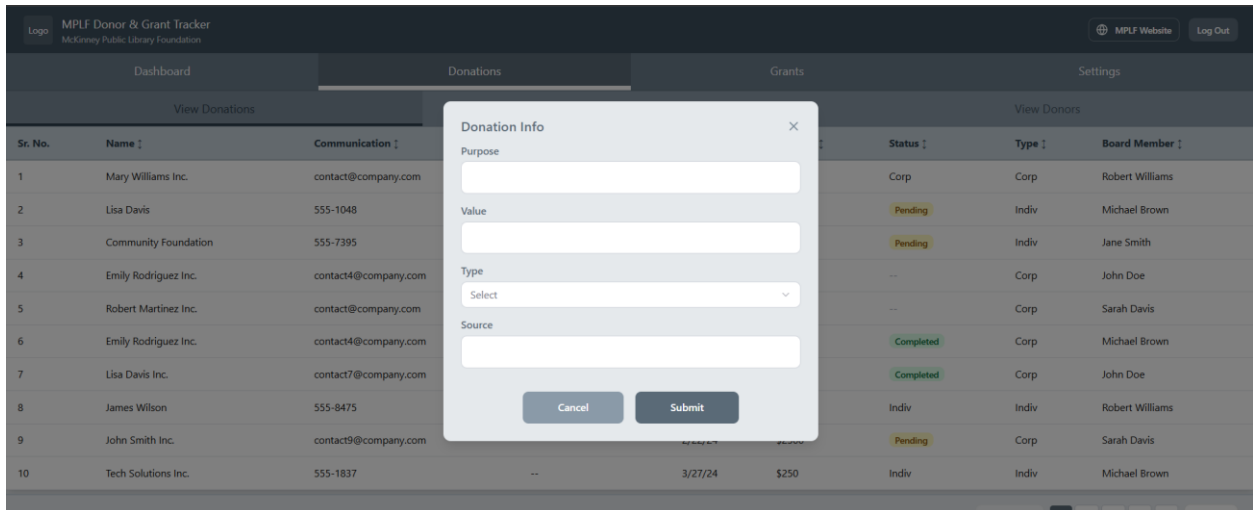 Logo
MPLF Donor & Grant Tracker
McKinney Public Library Foundation
MPLF Website
Log Out
Dashboard Donations Grants Settings
View Donations View Donors
Sr. No. Name Communication Status Type Board Member
Donation Info
Purpose
Value
Type
Select
Source
Cancel Submit
1 Mary Williams Inc. contact@company.com Corp Corp Robert Williams
2 Lisa Davis 555-1048 Pending Indiv Michael Brown
3 Community Foundation 555-7395 Pending Indiv Jane Smith
4 Emily Rodriguez Inc. contact4@company.com -- Corp John Doe
5 Robert Martinez Inc. contact@company.com -- Corp Sarah Davis
6 Emily Rodriguez Inc. contact4@company.com Completed Corp Michael Brown
7 Lisa Davis Inc. contact7@company.com Completed Corp John Doe
8 James Wilson 555-8475 Indiv Indiv Robert Williams
9 John Smith Inc. contact9@company.com 2/22/24 Pending Corp Sarah Davis
10 Tech Solutions Inc. 555-1837 -- 3/27/24 $250 Indiv Indiv Michael Brown